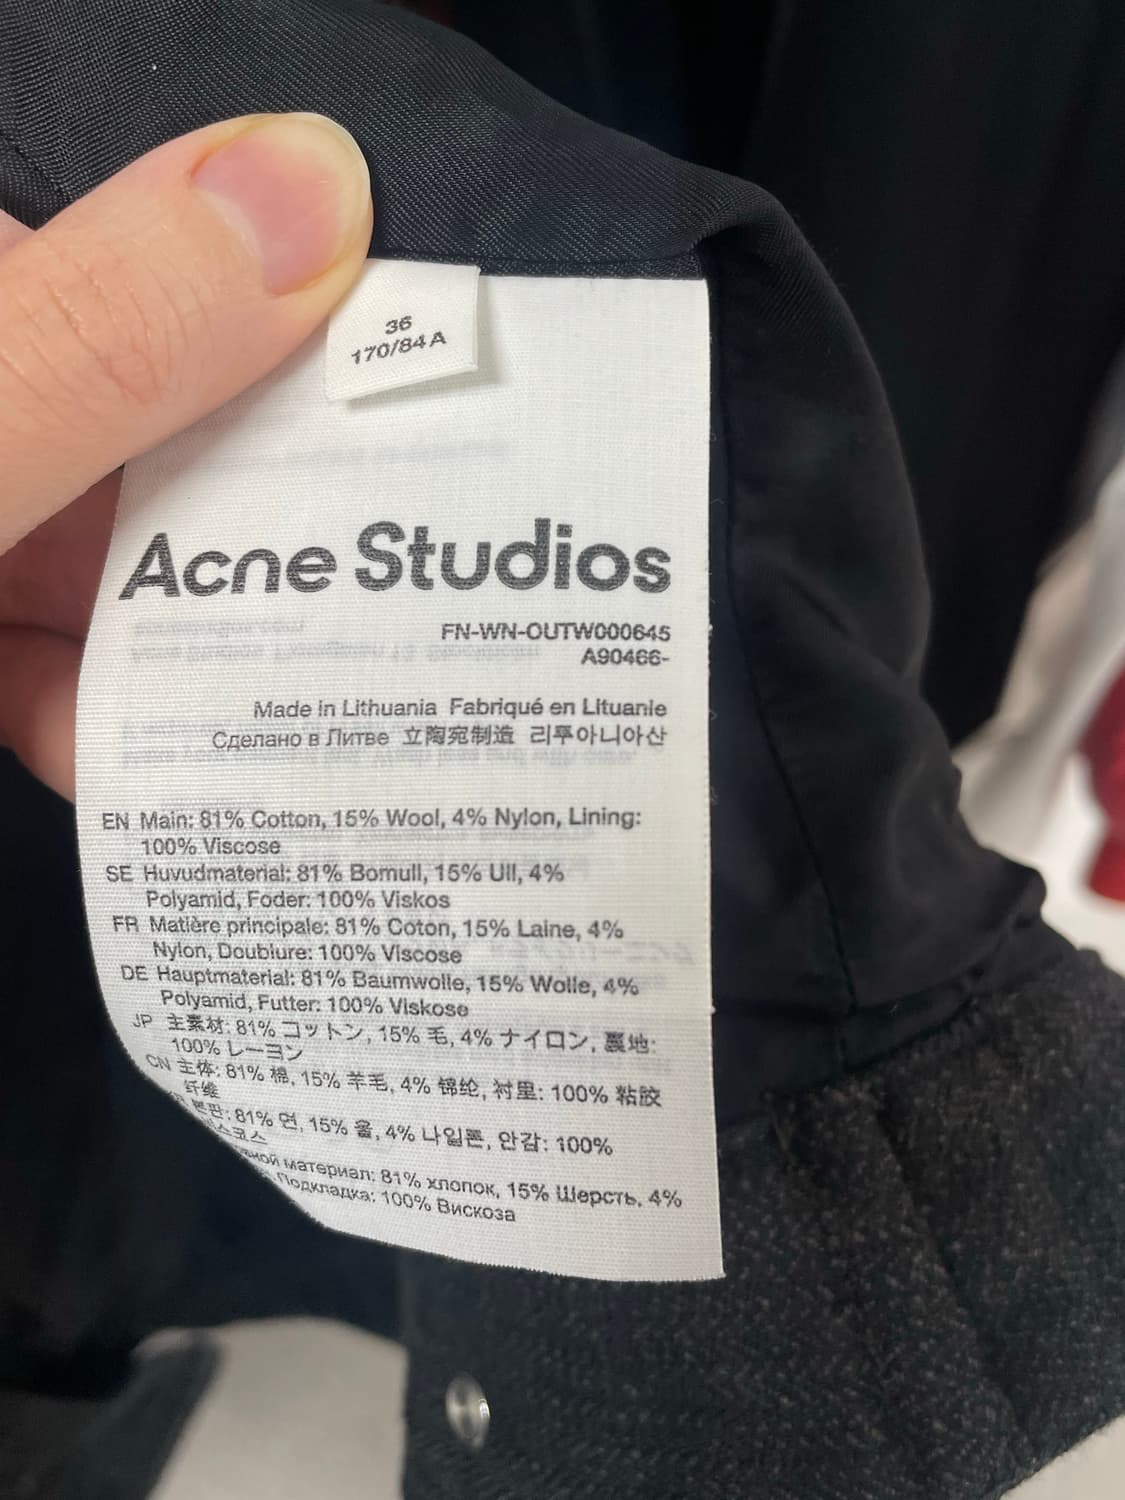 36
170/84A
Acne Studios
FN-WN-OUTW000645
A90466-
Made in Lithuania Fabriqué en Lituanie
Сделано в Литве 立陶宛制造 리투아니아산
EN Main: 81% Cotton, 15% Wool, 4% Nylon, Lining:
100% Viscose
SE Huvudmaterial: 81% Bomull, 15% Ull, 4%
Polyamid, Foder: 100% Viskos
FR Matière principale: 81% Coton, 15% Laine, 4%
Nylon, Doublure: 100% Viscose
DE Hauptmaterial: 81% Baumwolle, 15% Wolle, 4%
Polyamid, Futter: 100% Viskose
JP 主素材: 81% コットン, 15% 毛, 4% ナイロン, 裏地:
100% レーヨン
CN 主体: 81% 棉, 15% 羊毛, 4% 锦纶, 衬里: 100% 粘胶
纤维
본판: 81% 면, 15% 울, 4% 나일론, 안감: 100%
материал: 81% хлопок, 15% Шерсть, 4%
Подкладка: 100% Вискоза